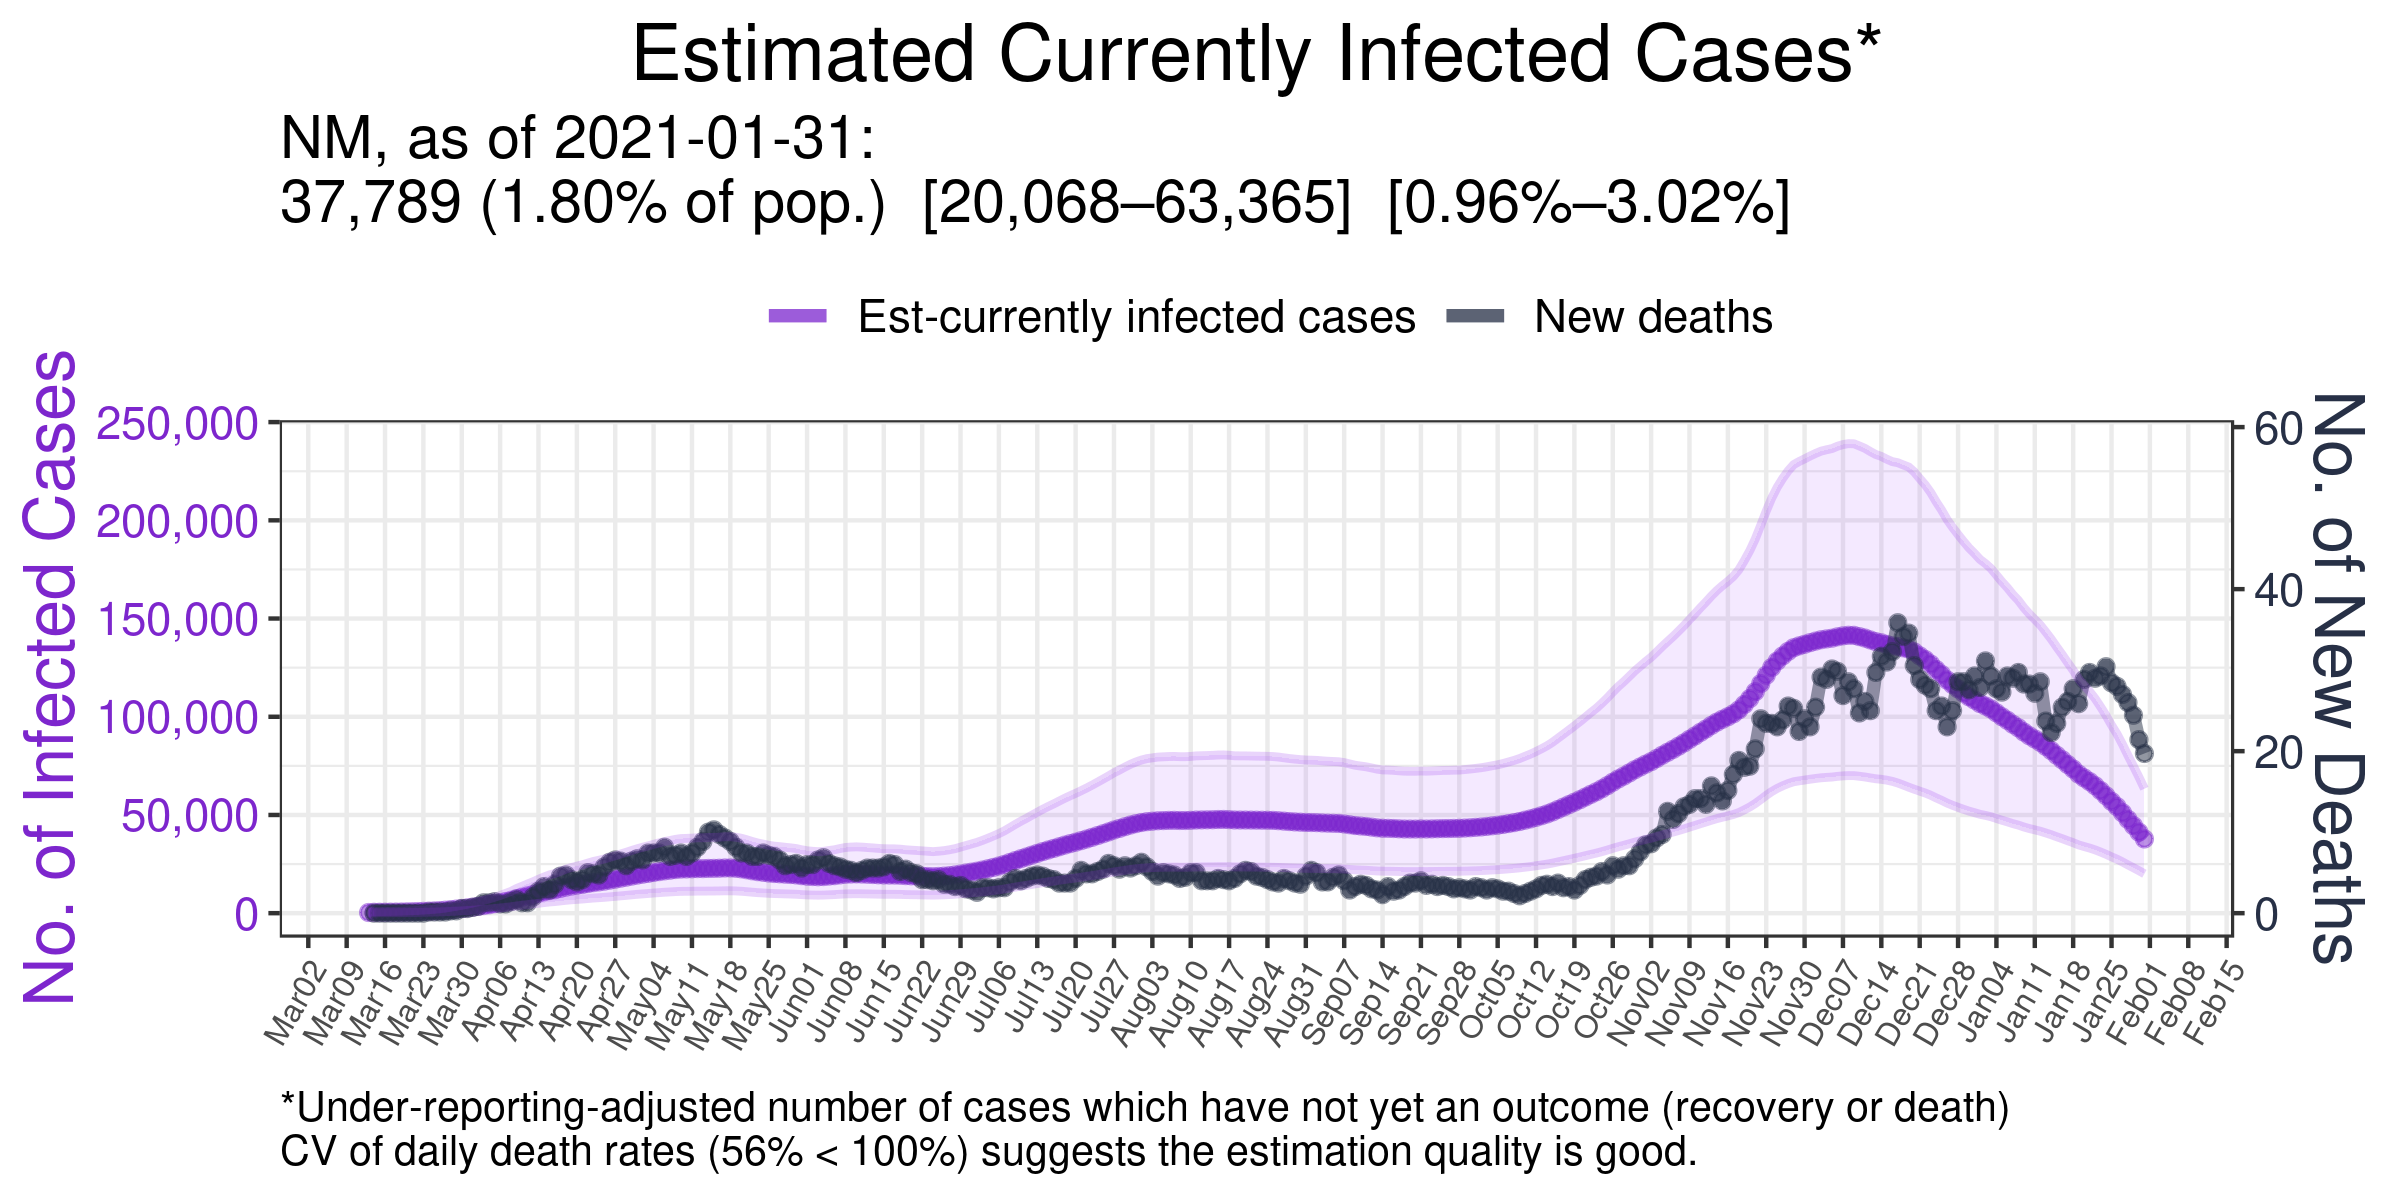 Estimated Currently Infected Cases*
NM, as of 2021-01-31:
37,789 (1.80% of pop.)  [20,068–63,365]  [0.96%–3.02%]
Est-currently infected cases
New deaths
No. of Infected Cases
250,000
200,000
150,000
100,000
50,000
0
60
40
20
0
No. of New Deaths
Mar02
Mar09
Mar16
Mar23
Mar30
Apr06
Apr13
Apr20
Apr27
May04
May11
May18
May25
Jun01
Jun08
Jun15
Jun22
Jun29
Jul06
Jul13
Jul20
Jul27
Aug03
Aug10
Aug17
Aug24
Aug31
Sep07
Sep14
Sep21
Sep28
Oct05
Oct12
Oct19
Oct26
Nov02
Nov09
Nov16
Nov23
Nov30
Dec07
Dec14
Dec21
Dec28
Jan04
Jan11
Jan18
Jan25
Feb01
Feb08
Feb15
*Under-reporting-adjusted number of cases which have not yet an outcome (recovery or death)
CV of daily death rates (56% < 100%) suggests the estimation quality is good.